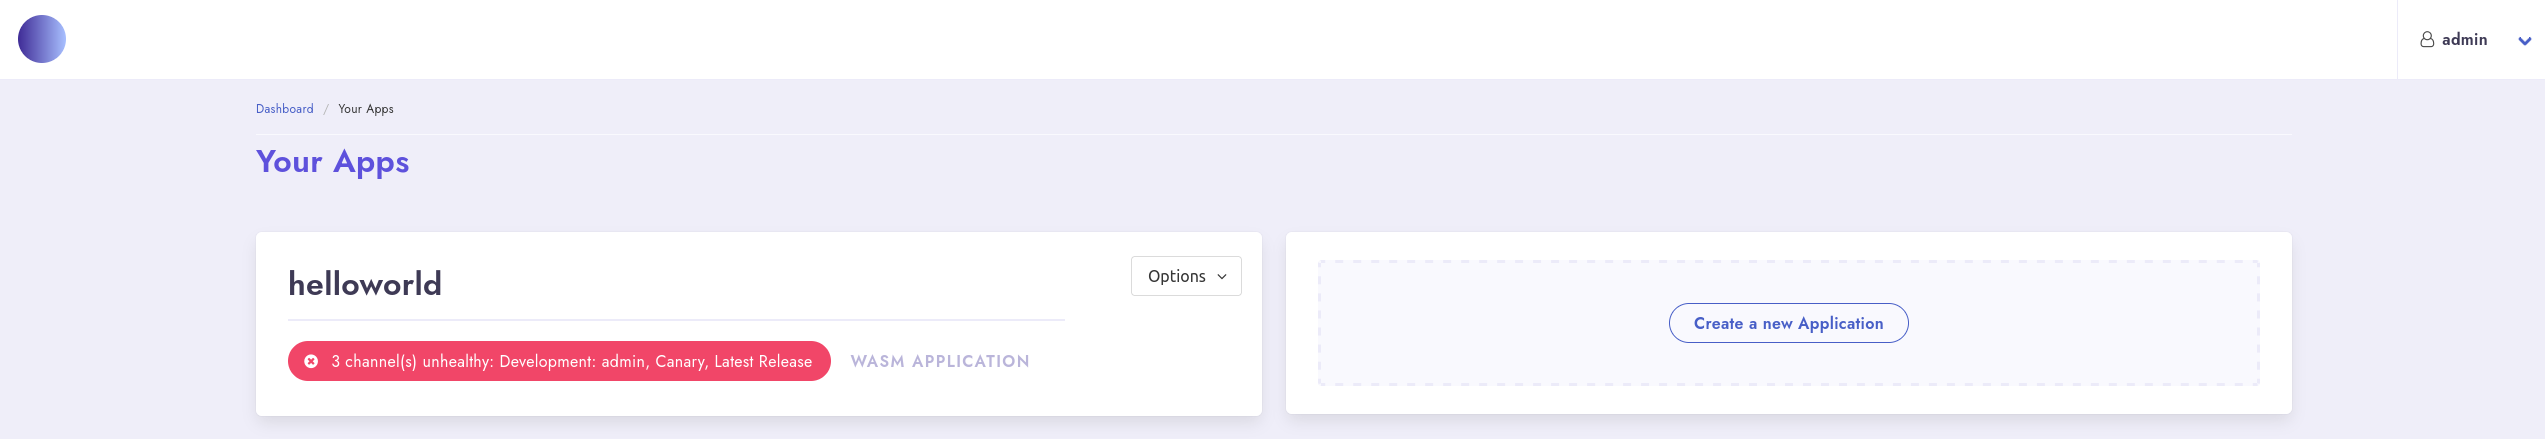 admin
Dashboard / Your Apps
Your Apps
helloworld
Options
3 channel(s) unhealthy: Development: admin, Canary, Latest Release
WASM APPLICATION
Create a new Application